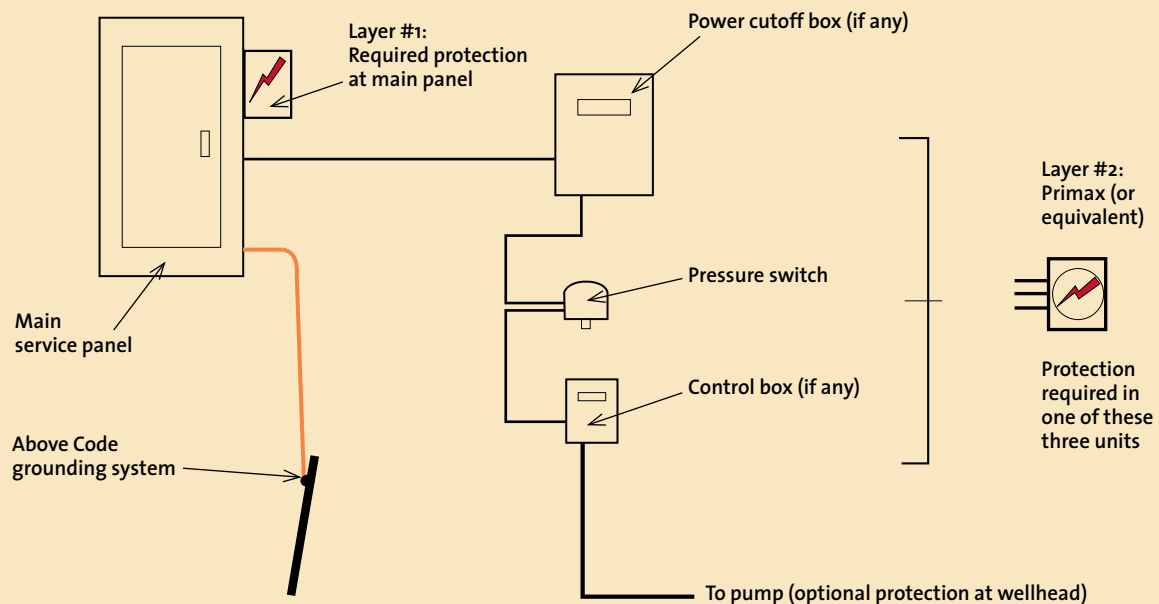 Power cutoff box (if any)
Layer #1:
Required protection
at main panel
Layer #2:
Primax (or
equivalent)
Pressure switch
Main
service panel
Protection
required in
one of these
three units
Control box (if any)
Above Code
grounding system
To pump (optional protection at wellhead)